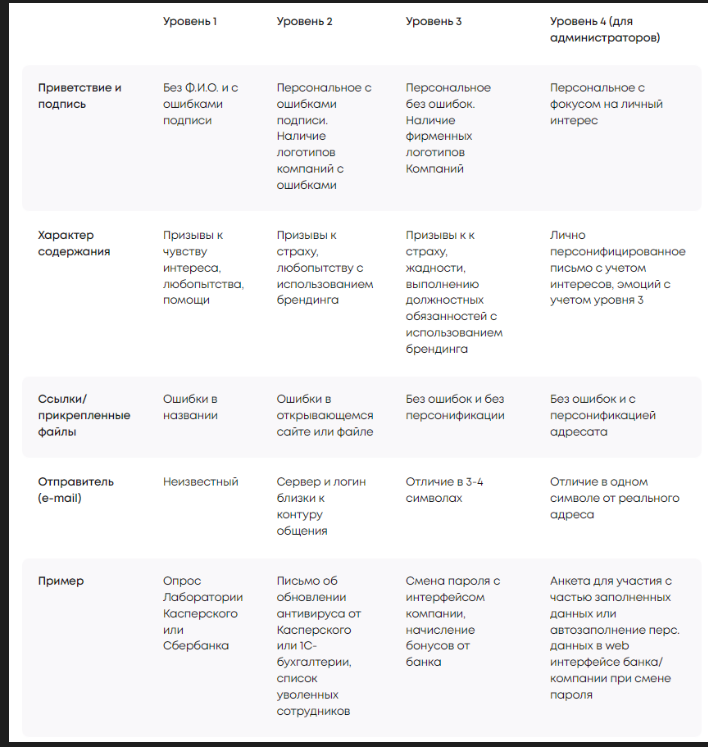 Уровень 1
Уровень 2
Уровень 3
Уровень 4 (для
администраторов)
Приветствие и
подпись
Без Ф.И.О. и с
ошибками
подписи
Персональное с
ошибками
подписи.
Наличие
логотипов
компаний с
ошибками
Персональное
без ошибок.
Наличие
фирменных
логотипов
Компаний
Персональное с
фокусом на личный
интерес
Характер
содержания
Призывы к
чувству
интереса,
любопытства,
помощи
Призывы к
страху,
любопытству с
использованием
брендинга
Призывы к к
страху,
жадности,
выполнению
должностных
обязанностей с
использованием
брендинга
Лично
персонифицированное
письмо с учетом
интересов, эмоций с
учетом уровня 3
Ссылки/
прикрепленные
файлы
Ошибки в
названии
Ошибки в
открывающемся
сайте или файле
Без ошибок и без
персонификации
Без ошибок и с
персонификацией
адресата
Отправитель
(e-mail)
Неизвестный
Сервер и логин
близки к
контуру
общения
Отличие в 3-4
символах
Отличие в одном
символе от реального
адреса
Пример
Опрос
Лаборатории
Касперского
или
Сбербанка
Письмо об
обновлении
антивируса от
Касперского
или 1С-
бухгалтерии,
список
уволенных
сотрудников
Смена пароля с
интерфейсом
компании,
начисление
бонусов от
банка
Анкета для участия с
частью заполненных
данных или
автозаполнение перс.
данных в web
интерфейсе банка/
компании при смене
пароля